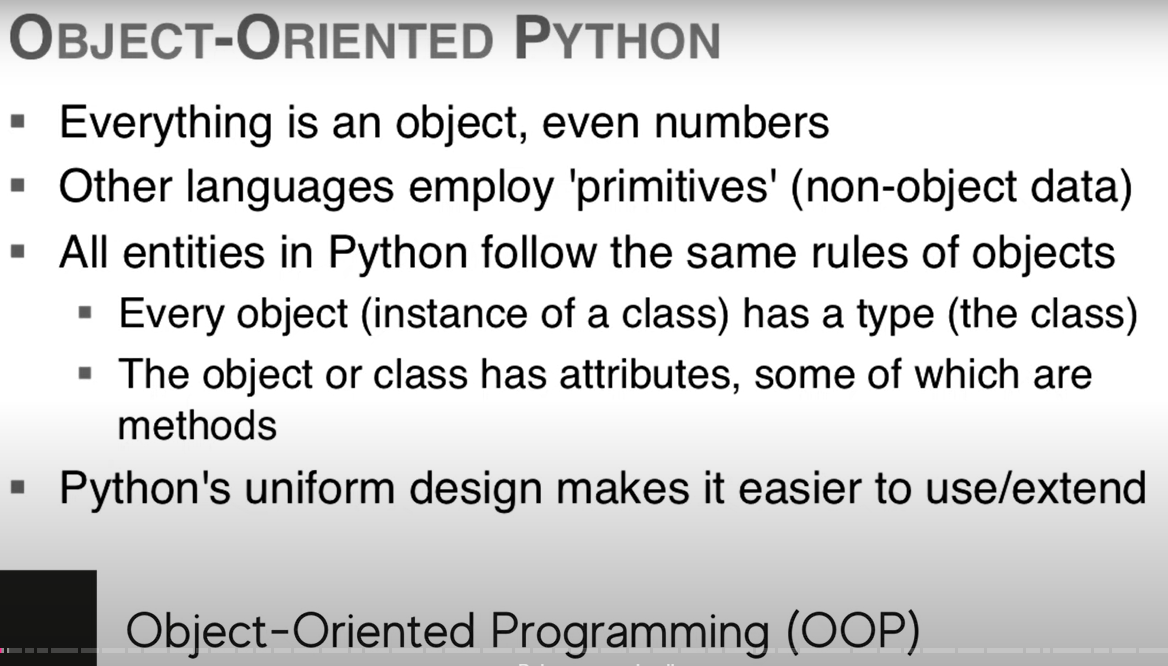 OBJECT-ORIENTED PYTHON
▪ Everything is an object, even numbers
▪ Other languages employ 'primitives' (non-object data)
▪ All entities in Python follow the same rules of objects
▪ Every object (instance of a class) has a type (the class)
▪ The object or class has attributes, some of which are
methods
▪ Python's uniform design makes it easier to use/extend
Object-Oriented Programming (OOP)